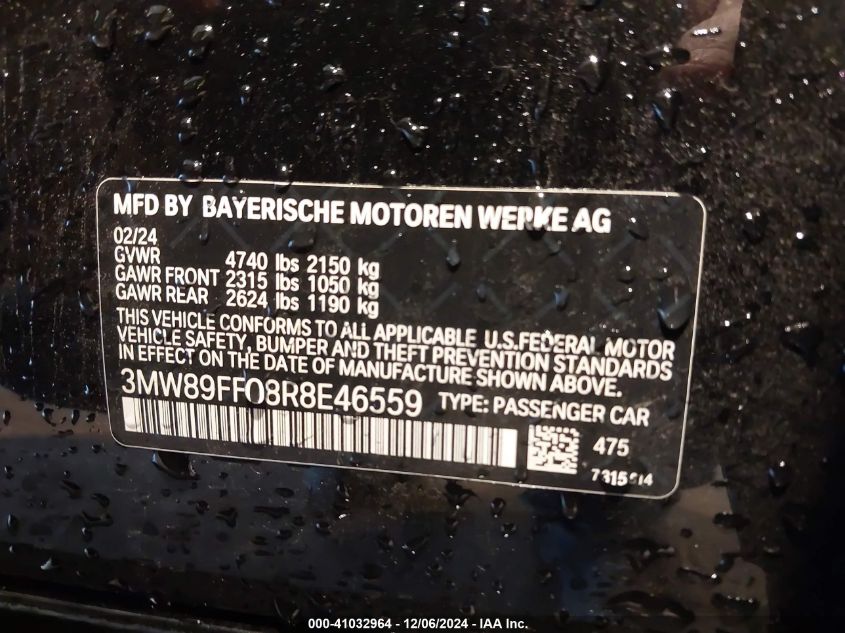 MFD BY BAYERISCHE MOTOREN WERKE AG
02/24
GVWR 4740 lbs 2150 kg
GAWR FRONT 2315 lbs 1050 kg
GAWR REAR 2624 lbs 1190 kg
THIS VEHICLE CONFORMS TO ALL APPLICABLE U.S.FEDERAL MOTOR
VEHICLE SAFETY, BUMPER AND THEFT PREVENTION STANDARDS
IN EFFECT ON THE DATE OF MANUFACTURE SHOWN ABOVE.
3MW89FF08R8E46559 TYPE: PASSENGER CAR
475
000-41032964 - 12/06/2024 - IAA Inc.